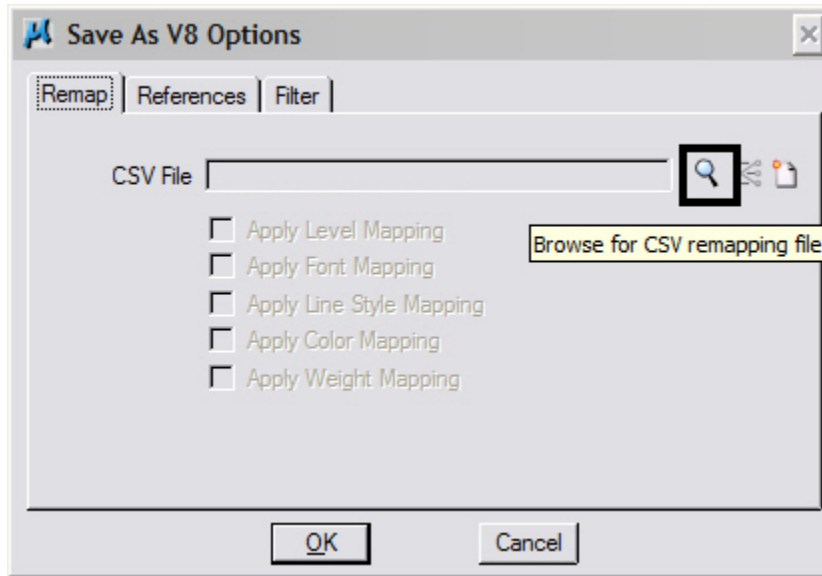 Save As V8 Options
Remap References Filter
CSV File
Apply Level Mapping
Browse for CSV remapping file
Apply Font Mapping
Apply Line Style Mapping
Apply Color Mapping
Apply Weight Mapping
OK Cancel